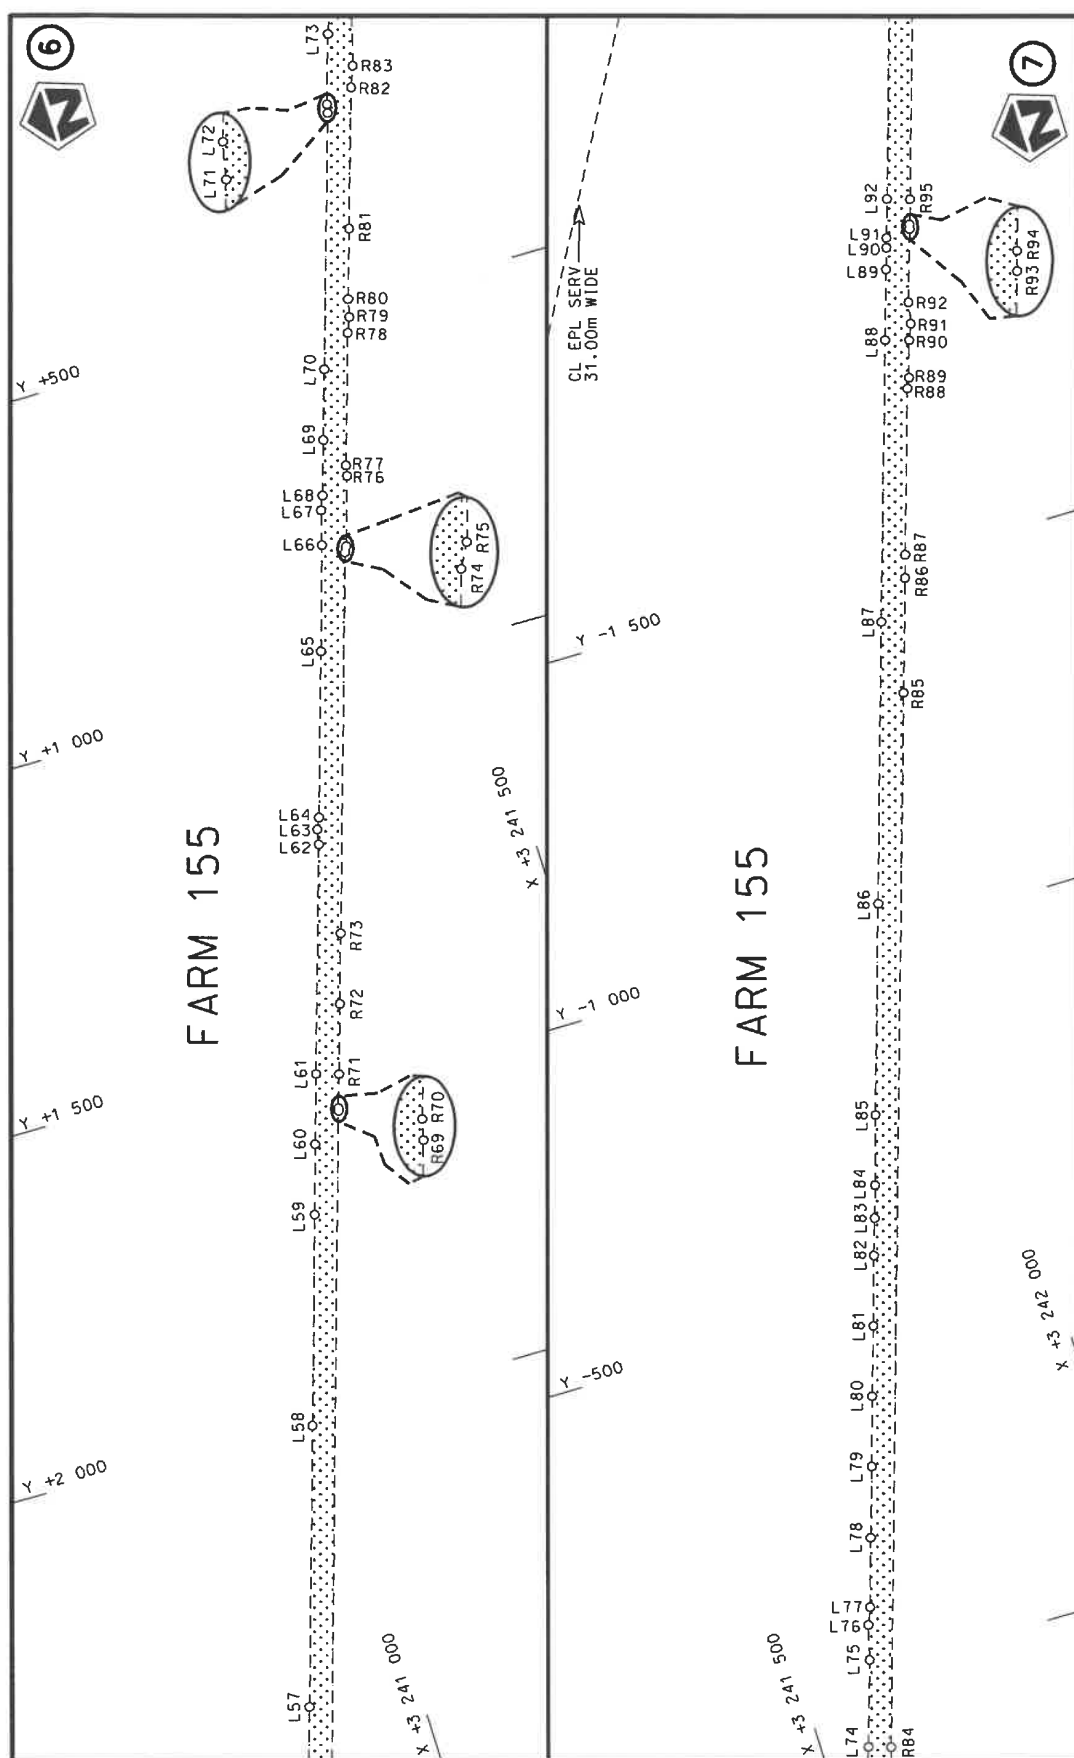 6
L73
R83
R82
L72
L71
R81
R80
R79
R78
L70
Y +500
L69
R77
R76
L68
L67
L66
R75
R74
L65
Y +1 000
L64
L63
L62
X +3 241 500
FARM 155
R73
R72
L61
R71
R70
R69
Y +1 500
L60
L59
L58
Y +2 000
L57
X +3 241 000
7
L92
R95
L91
L90
L89
R94
R93
R92
R91
R90
L88
R89
R88
CL EPL SERV
31.00m WIDE
R87
R86
L87
Y -1 500
R85
L86
FARM 155
Y -1 000
L85
L84
L83
L82
X +3 242 000
L81
Y -500
L80
L79
L78
L77
L76
L75
X +3 241 500
L74
R84